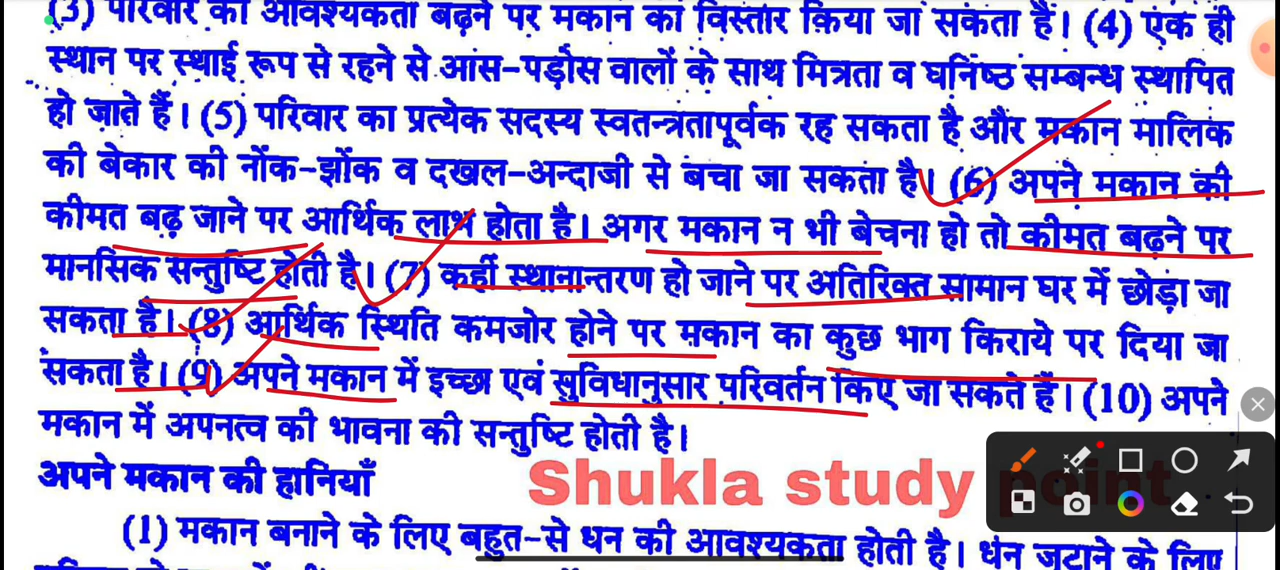 (3) परिवार की आवश्यकता बढ़ने पर मकान का विस्तार किया जा सकता है। (4) एक ही
स्थान पर स्थाई रूप से रहने से आस-पड़ोस वालों के साथ मित्रता व घनिष्ठ सम्बन्ध स्थापित
हो जाते हैं। (5) परिवार का प्रत्येक सदस्य स्वतन्त्रतापूर्वक रह सकता है और मकान मालिक
की बेकार की नोंक-झोंक व दखल-अन्दाजी से बचा जा सकता है। (6) अपने मकान की
कीमत बढ़ जाने पर आर्थिक लाभ होता है। अगर मकान न भी बेचना हो तो कीमत बढ़ने पर
मानसिक सन्तुष्टि होती है। (7) कहीं स्थानान्तरण हो जाने पर अतिरिक्त सामान घर में छोड़ा जा
सकता है। (8) आर्थिक स्थिति कमजोर होने पर मकान का कुछ भाग किराये पर दिया जा
सकता है। (9) अपने मकान में इच्छा एवं सुविधानुसार परिवर्तन किए जा सकते हैं। (10) अपने
मकान में अपनत्व की भावना की सन्तुष्टि होती है।
अपने मकान की हानियाँ
Shukla study point
(1) मकान बनाने के लिए बहुत-से धन की आवश्यकता होती है। धन जुटाने के लिए